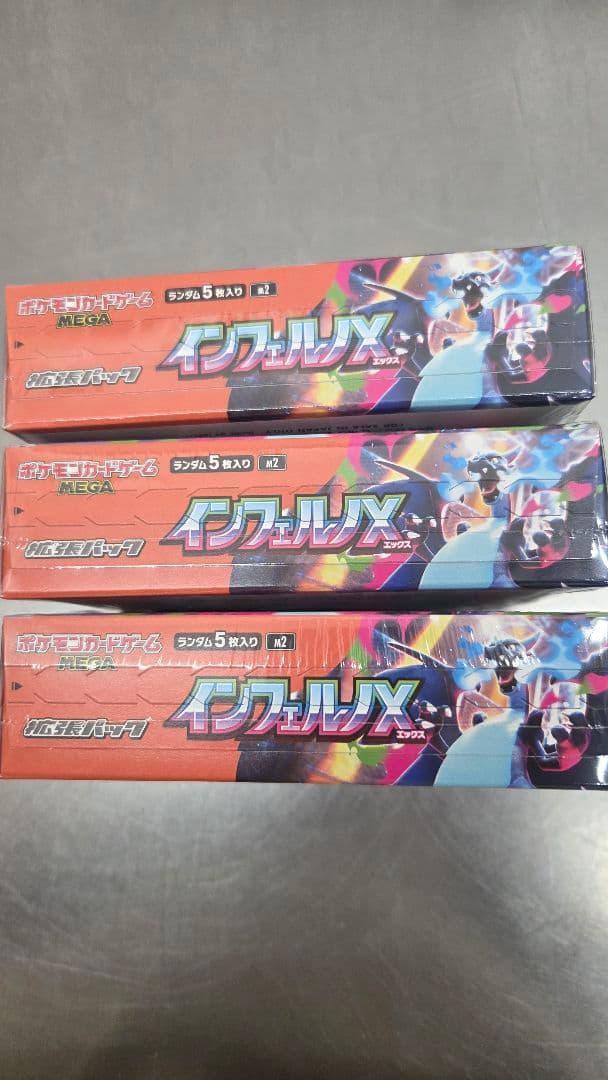 ポケモンカードゲーム
MEGA
ランダム5枚入り M2
インフェルノX
エックス
拡張パック
FOR SALE IN JAPAN ONLY
ポケモンカードゲーム
MEGA
ランダム5枚入り M2
インフェルノX
エックス
拡張パック
ポケモンカードゲーム
MEGA
ランダム5枚入り M2
インフェルノX
エックス
拡張パック